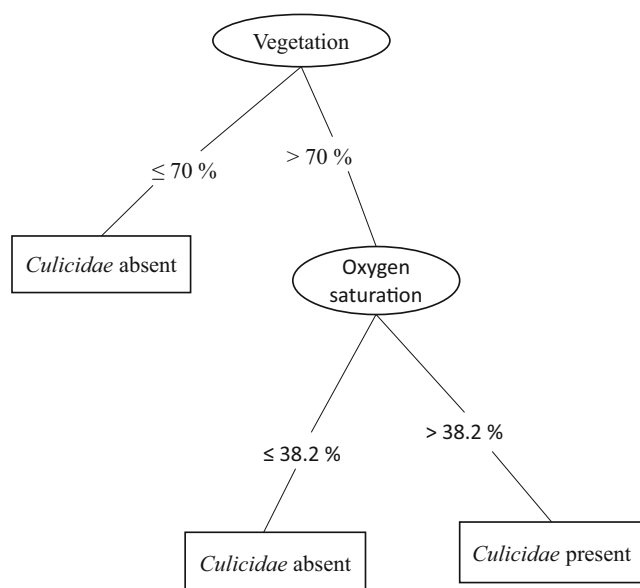 Vegetation
≤ 70 %
> 70 %
Culicidae absent
Oxygen
saturation
≤ 38.2 %
> 38.2 %
Culicidae absent
Culicidae present